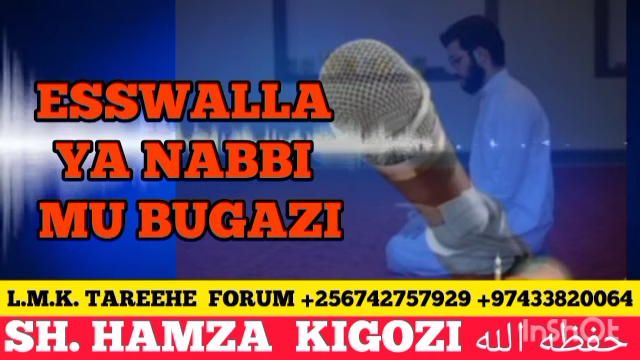 ESSWALLA
YA NABBI
MU BUGAZI
L.M.K. TAREEHE FORUM +256742757929 +97433820064
SH. HAMZA KIGOZI حفظه الله
InShOt